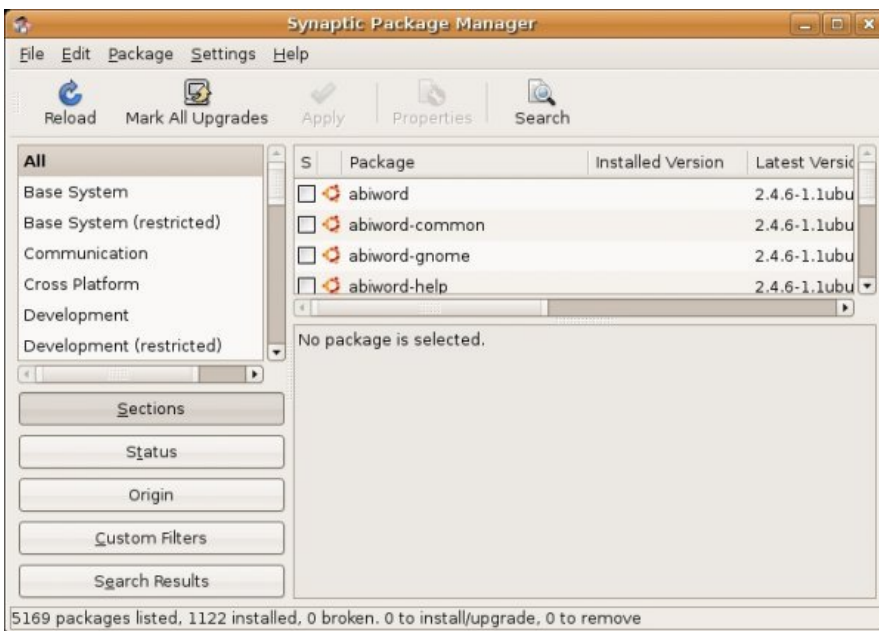 Synaptic Package Manager
File Edit Package Settings Help
Reload Mark All Upgrades Apply Properties Search
All
Base System
Base System (restricted)
Communication
Cross Platform
Development
Development (restricted)
S Package Installed Version Latest Versio
abiword 2.4.6-1.1ubu
abiword-common 2.4.6-1.1ubu
abiword-gnome 2.4.6-1.1ubu
abiword-help 2.4.6-1.1ubu
No package is selected.
Sections
Status
Origin
Custom Filters
Search Results
5169 packages listed, 1122 installed, 0 broken. 0 to install/upgrade, 0 to remove